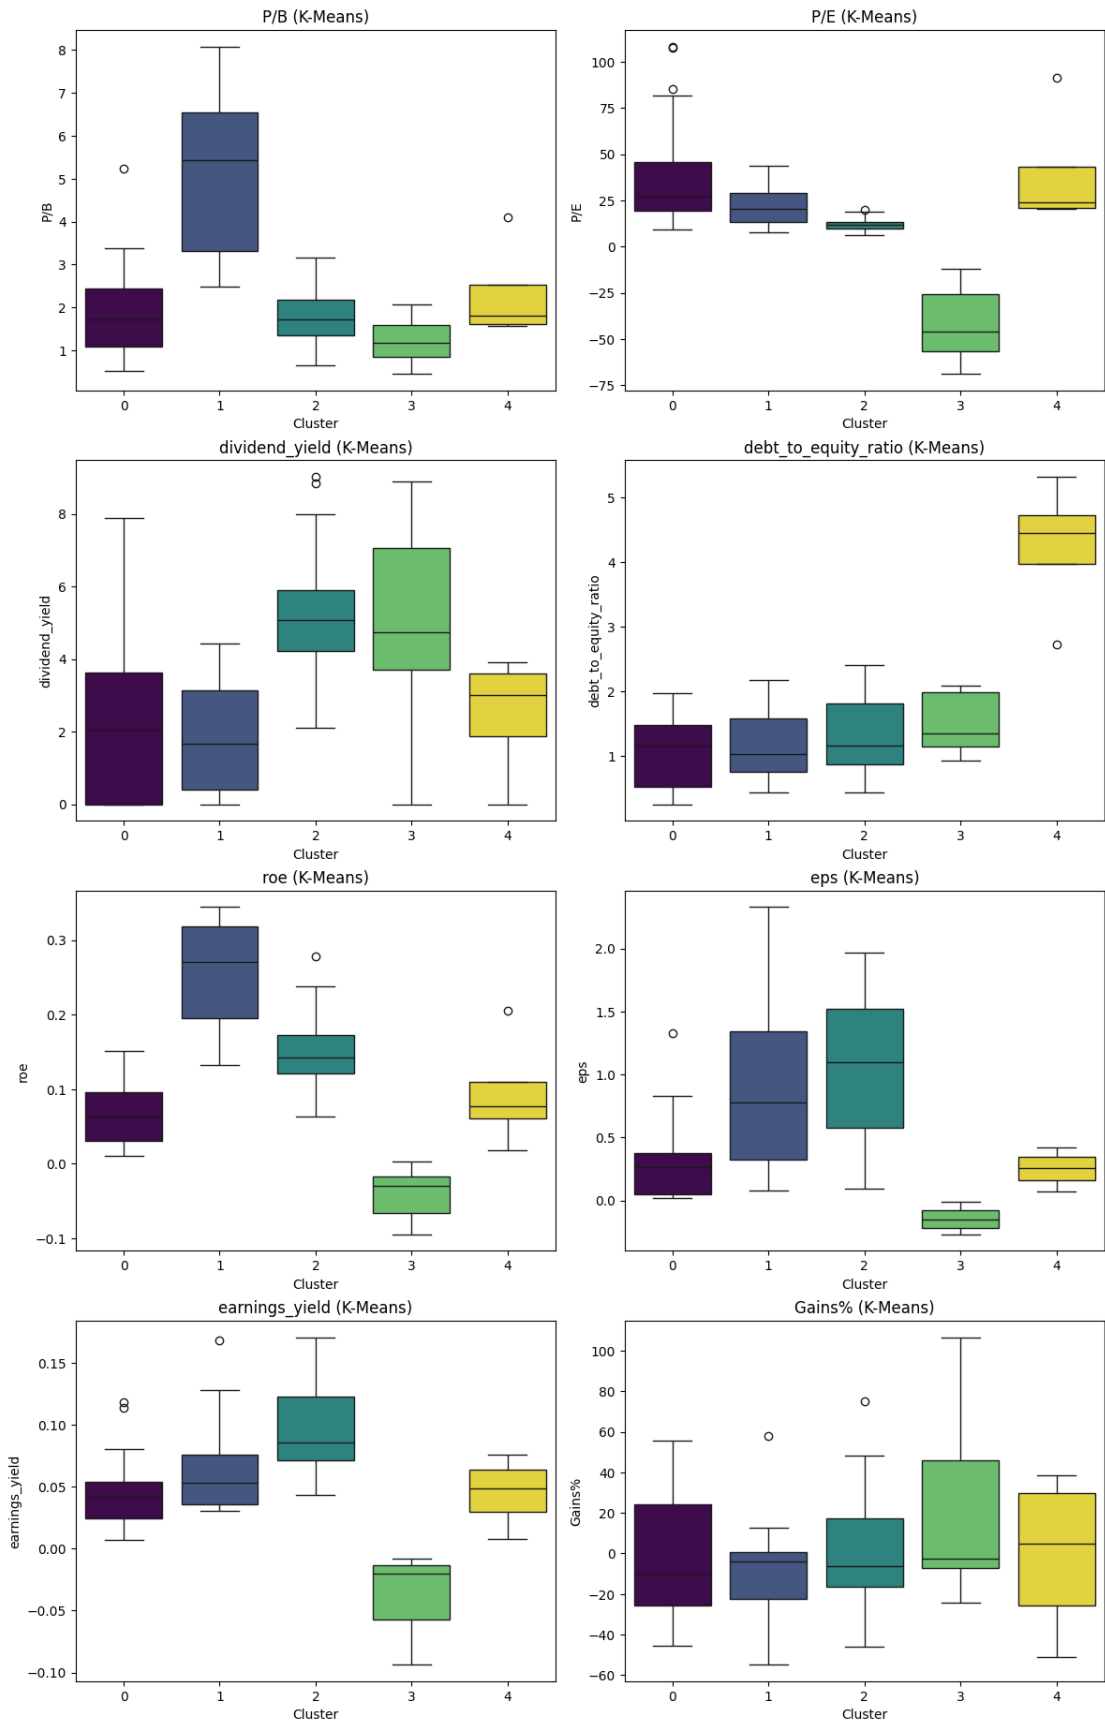 P/B (K-Means)
P/B
8
7
6
5
4
3
2
1
0 1 2 3 4
Cluster
P/E (K-Means)
P/E
100
75
50
25
0
−25
−50
−75
0 1 2 3 4
Cluster
dividend_yield (K-Means)
dividend_yield
8
6
4
2
0
0 1 2 3 4
Cluster
debt_to_equity_ratio (K-Means)
debt_to_equity_ratio
5
4
3
2
1
0 1 2 3 4
Cluster
roe (K-Means)
roe
0.3
0.2
0.1
0.0
−0.1
0 1 2 3 4
Cluster
eps (K-Means)
eps
2.0
1.5
1.0
0.5
0.0
0 1 2 3 4
Cluster
earnings_yield (K-Means)
earnings_yield
0.15
0.10
0.05
0.00
−0.05
−0.10
0 1 2 3 4
Cluster
Gains% (K-Means)
Gains%
100
80
60
40
20
0
−20
−40
−60
0 1 2 3 4
Cluster